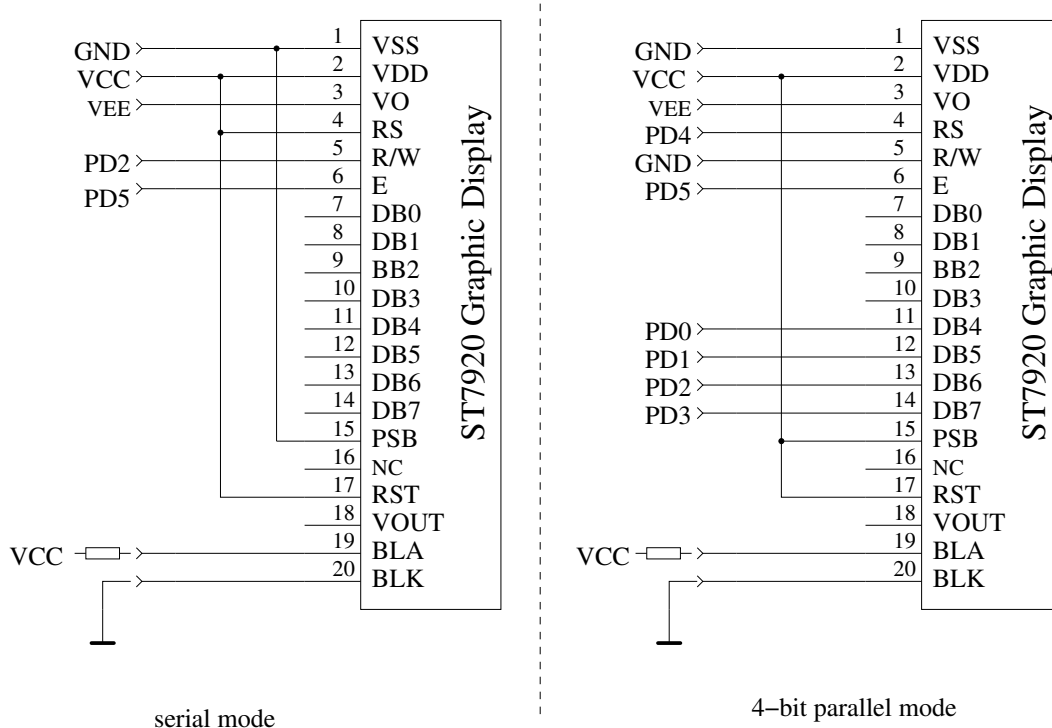 GND 1 VSS
VCC 2 VDD
VEE 3 VO
4 RS
PD2 5 R/W
PD5 6 E
7 DB0
8 DB1
9 BB2
10 DB3
11 DB4
12 DB5
13 DB6
14 DB7
15 PSB
16 NC
17 RST
18 VOUT
VCC 19 BLA
20 BLK
ST7920 Graphic Display
serial mode
GND 1 VSS
VCC 2 VDD
VEE 3 VO
PD4 4 RS
GND 5 R/W
PD5 6 E
7 DB0
8 DB1
9 BB2
10 DB3
PD0 11 DB4
PD1 12 DB5
PD2 13 DB6
PD3 14 DB7
15 PSB
16 NC
17 RST
18 VOUT
VCC 19 BLA
20 BLK
ST7920 Graphic Display
4−bit parallel mode